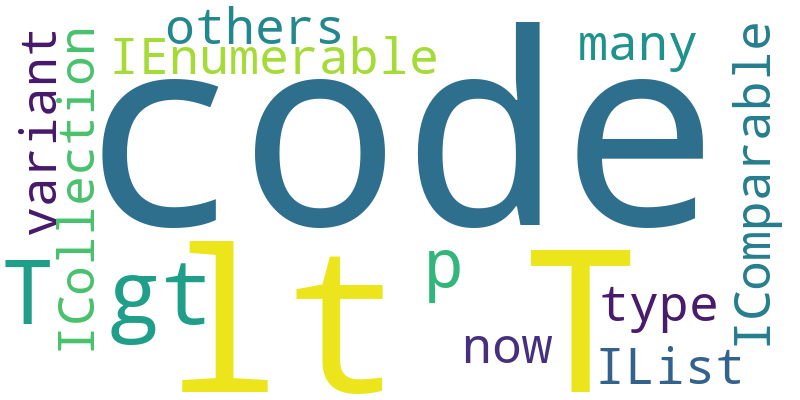 others
IEnumerable
many
variant
ICollection
code
IComparable
T
gt
lt
p
T
type
now
IList